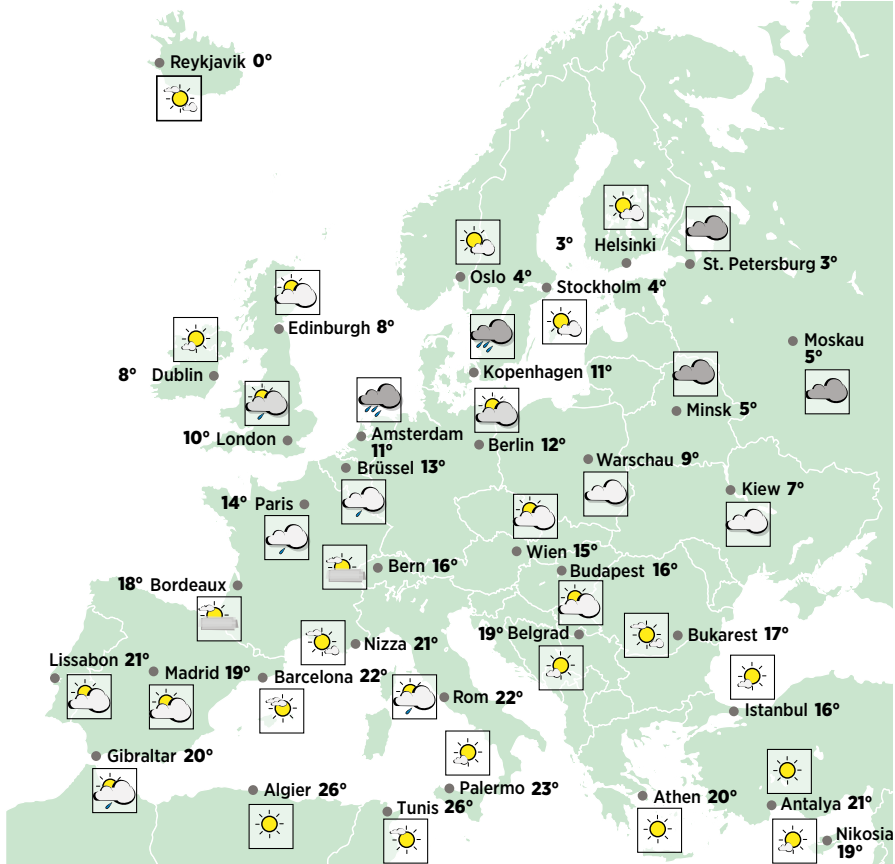 Reykjavik 0°
3° Helsinki
St. Petersburg 3°
Oslo 4°
Stockholm 4°
Edinburgh 8°
Moskau
5°
8° Dublin
Kopenhagen 11°
Minsk 5°
10° London
Amsterdam
11°
Berlin 12°
Brüssel 13°
Warschau 9°
Kiew 7°
14° Paris
Wien 15°
Bern 16°
Budapest 16°
18° Bordeaux
19° Belgrad
Bukarest 17°
Nizza 21°
Lissabon 21°
Madrid 19°
Barcelona 22°
Rom 22°
Istanbul 16°
Gibraltar 20°
Algier 26°
Palermo 23°
Tunis 26°
Athen 20°
Antalya 21°
Nikosia
19°